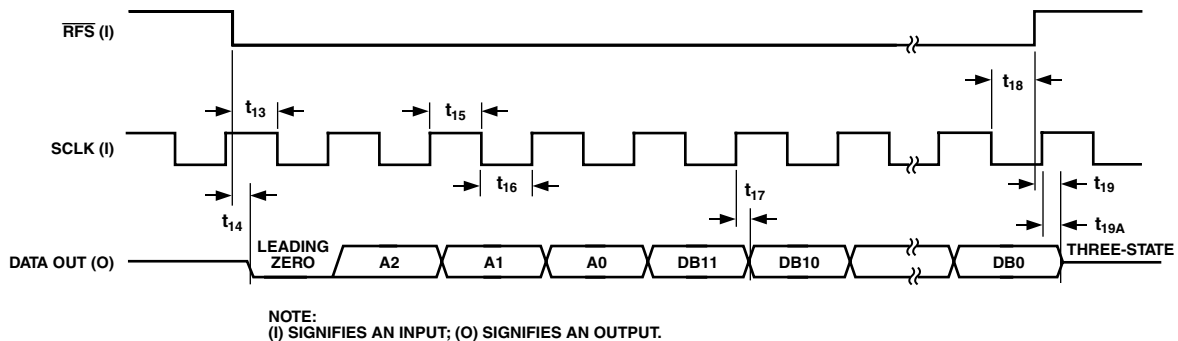 RFS (I)
t18
t13
t15
SCLK (I)
t16
t17
t19
t14
t19A
LEADING
ZERO
A2
A1
A0
DB11
DB10
DB0
THREE-STATE
DATA OUT (O)
NOTE:
(I) SIGNIFIES AN INPUT; (O) SIGNIFIES AN OUTPUT.